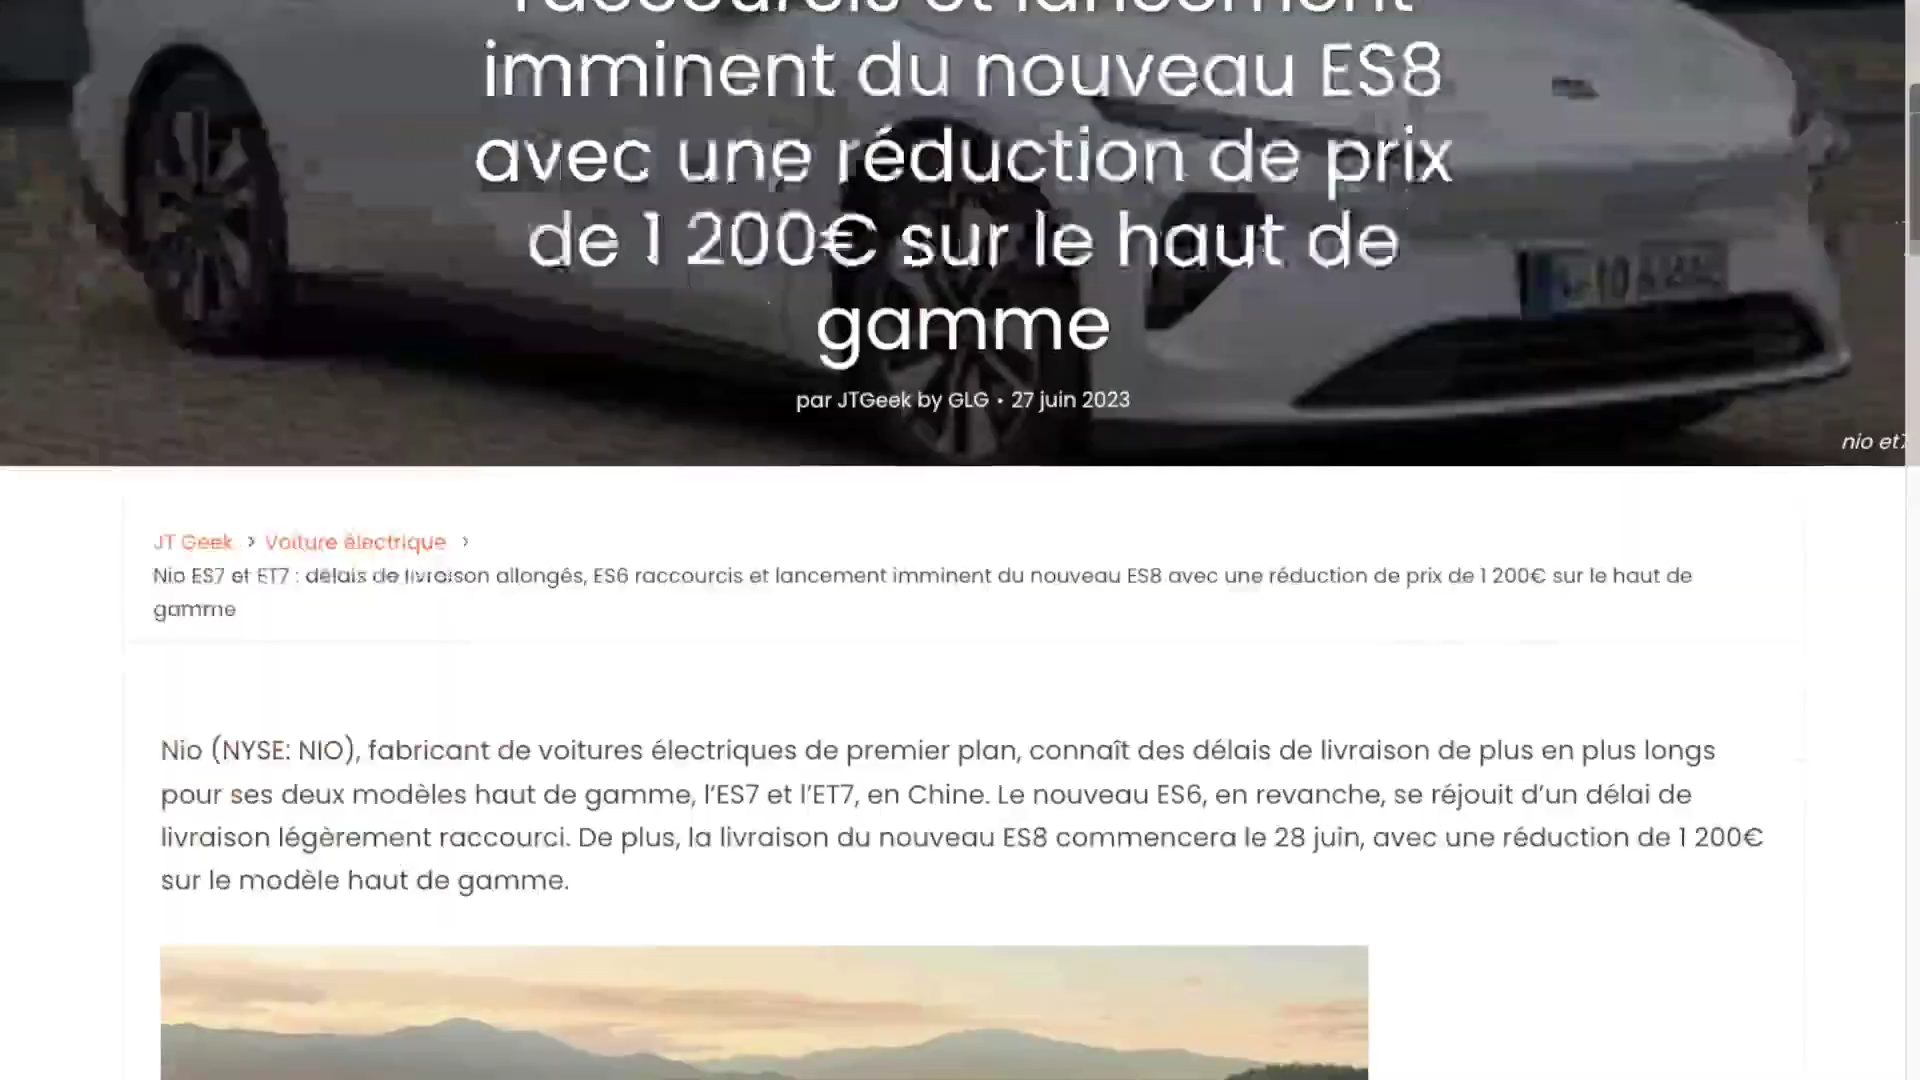 raccourcis et lancement
imminent du nouveau ES8
avec une réduction de prix
de 1 200€ sur le haut de
gamme
par JTGeek by GLG • 27 juin 2023
nio et7
JT Geek > Voiture électrique >
Nio ES7 et ET7 : délais de livraison allongés, ES6 raccourcis et lancement imminent du nouveau ES8 avec une réduction de prix de 1 200€ sur le haut de
gamme
Nio (NYSE: NIO), fabricant de voitures électriques de premier plan, connaît des délais de livraison de plus en plus longs
pour ses deux modèles haut de gamme, l’ES7 et l’ET7, en Chine. Le nouveau ES6, en revanche, se réjouit d’un délai de
livraison légèrement raccourci. De plus, la livraison du nouveau ES8 commencera le 28 juin, avec une réduction de 1 200€
sur le modèle haut de gamme.